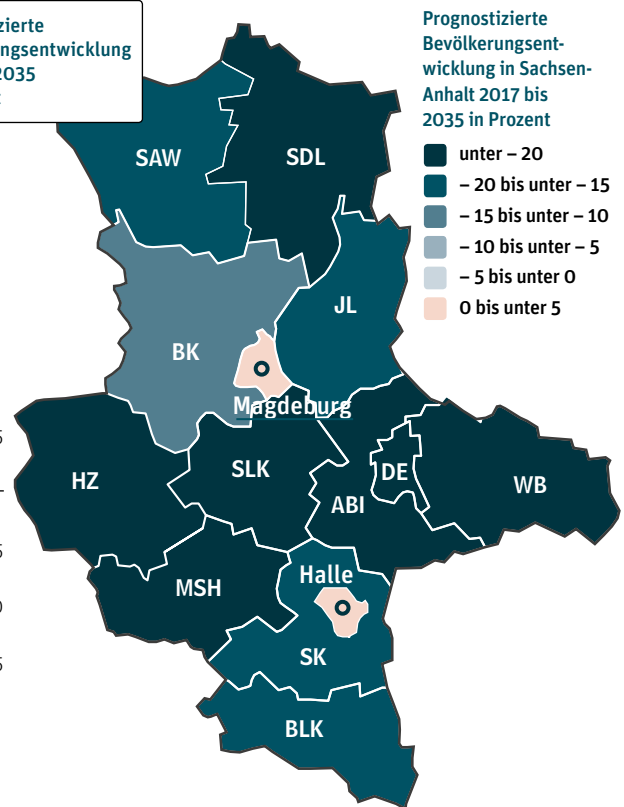 zierte
ngsentwicklung
2035
Prognostizierte
Bevölkerungsent-
wicklung in Sachsen-
Anhalt 2017 bis
2035 in Prozent
unter – 20
– 20 bis unter – 15
– 15 bis unter – 10
– 10 bis unter – 5
– 5 bis unter 0
0 bis unter 5
SAW
SDL
JL
BK
Magdeburg
HZ
SLK
DE
WB
ABI
MSH
Halle
SK
BLK